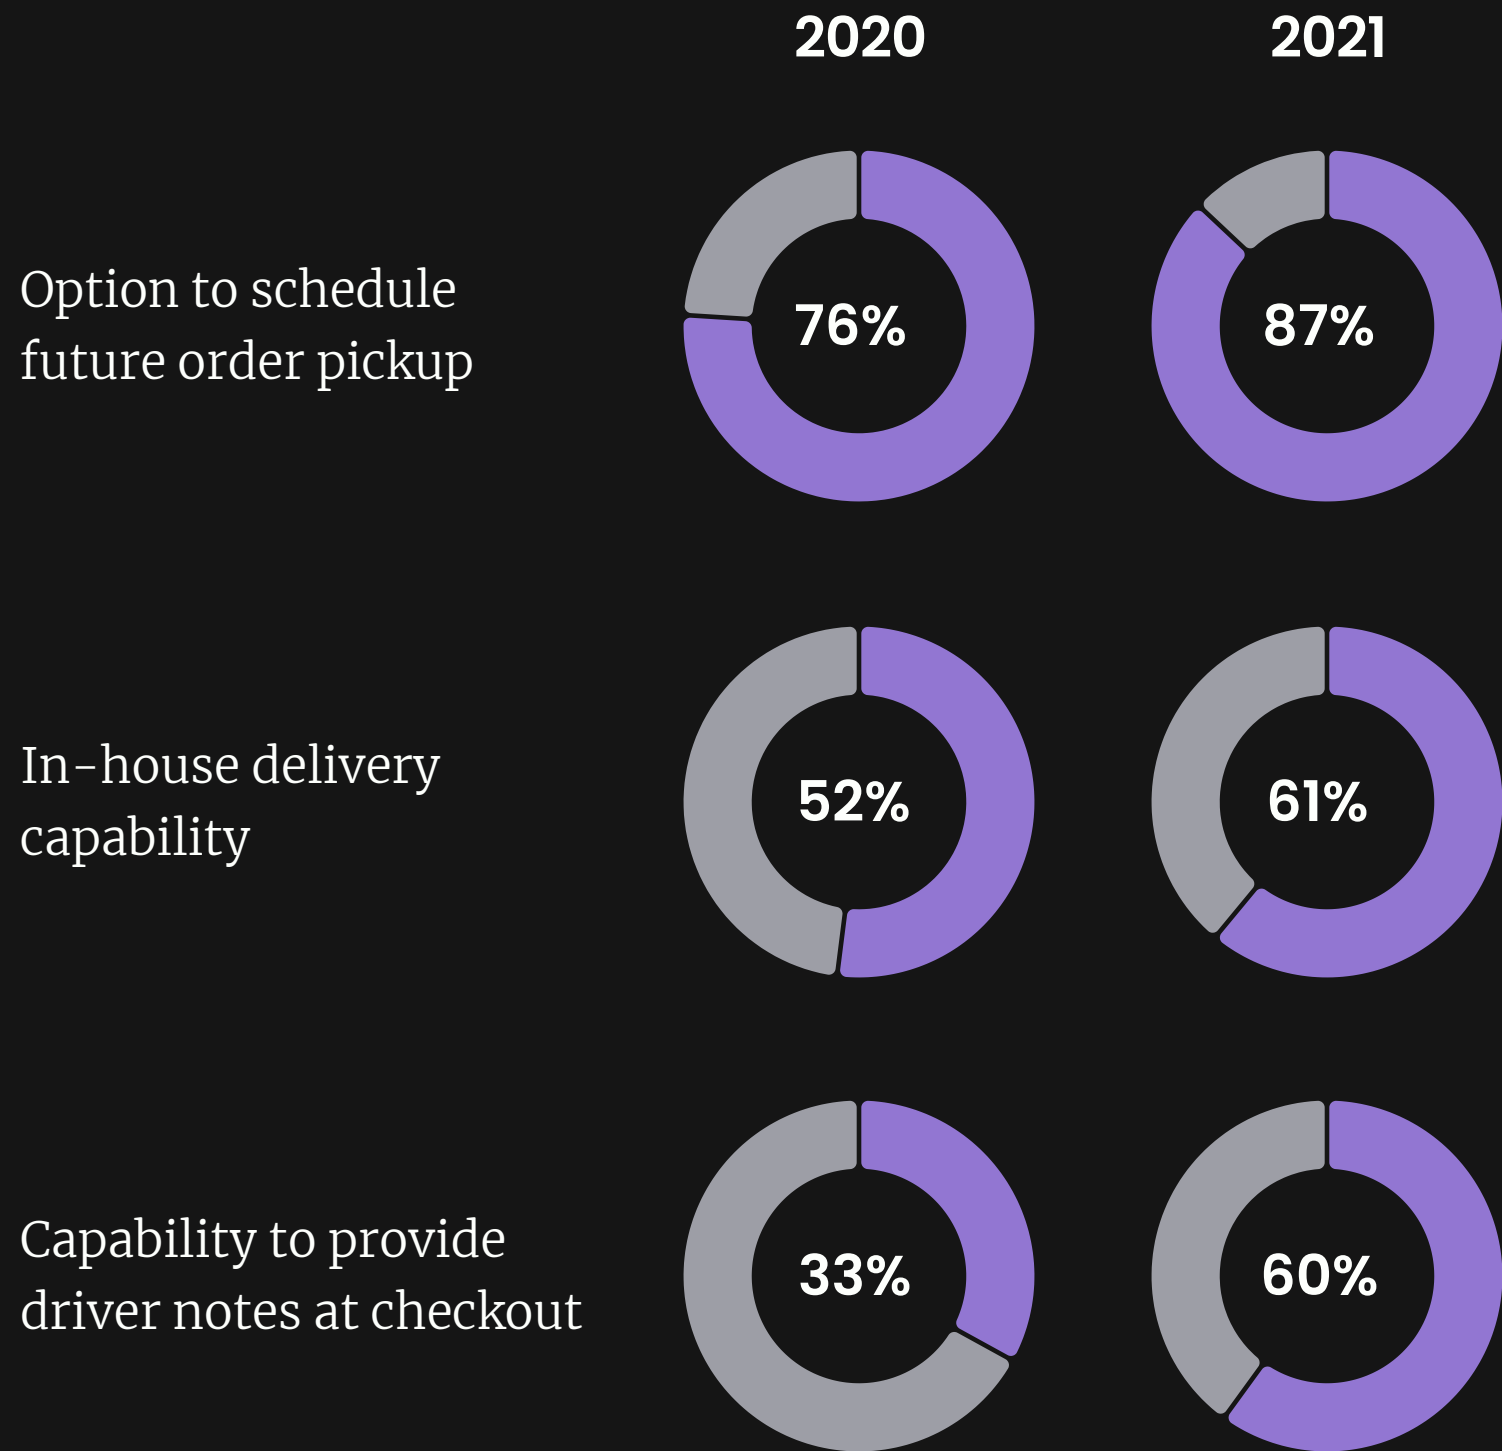 2020 2021
Option to schedule
future order pickup
76% 87%
In-house delivery
capability
52% 61%
Capability to provide
driver notes at checkout
33% 60%